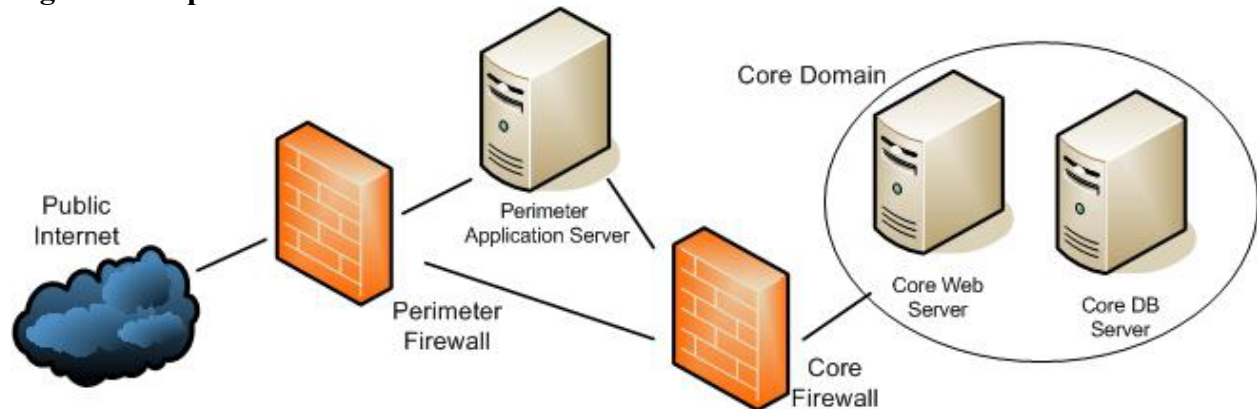 Core Domain
Public
Internet
Perimeter
Application Server
Perimeter
Firewall
Core Web
Server
Core DB
Server
Core
Firewall